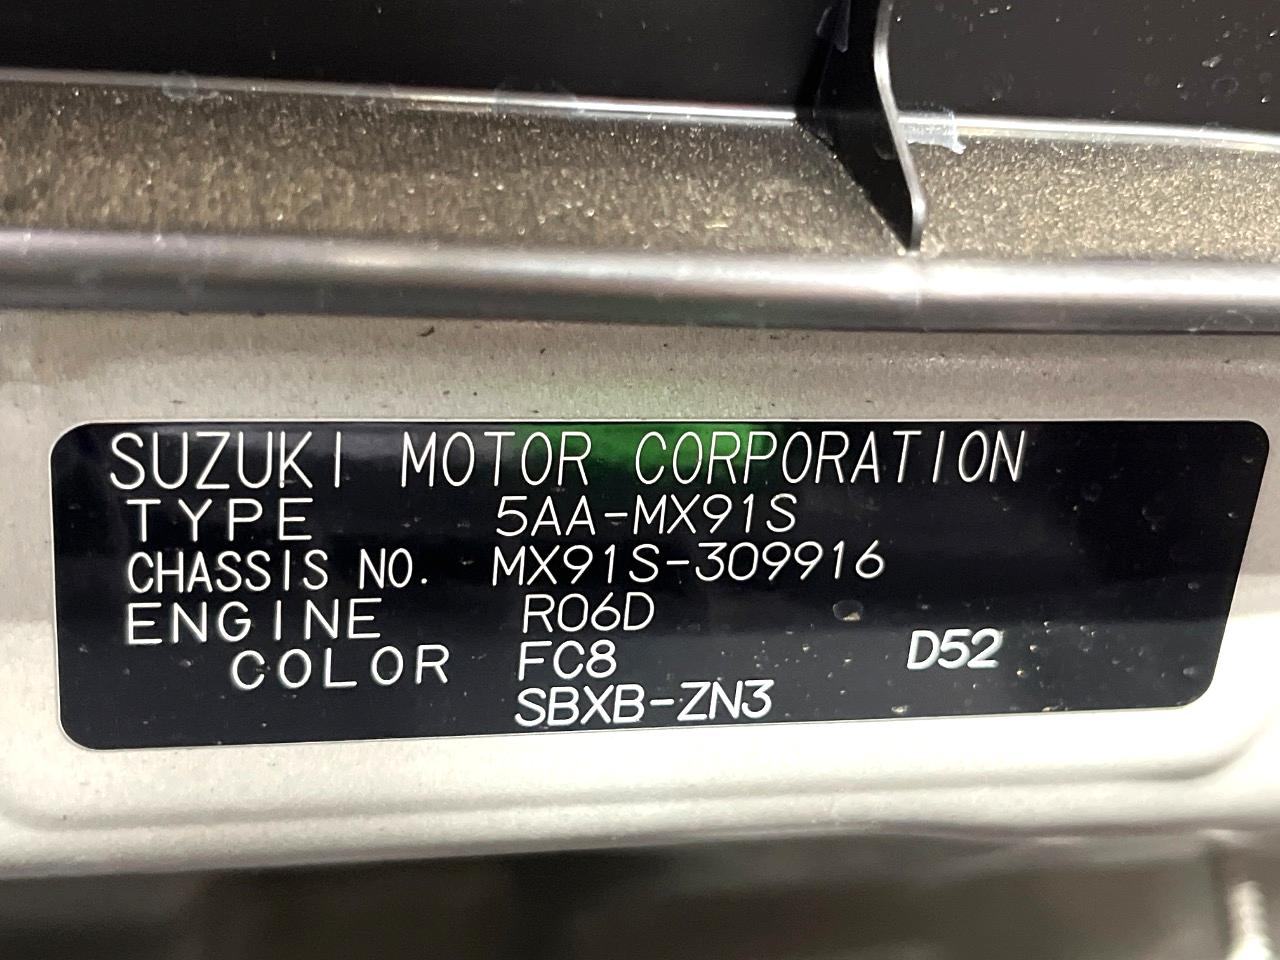 SUZUKI MOTOR CORPORATION
TYPE 5AA-MX91S
CHASSIS NO. MX91S-309916
ENGINE R06D
COLOR FC8 D52
SBXB-ZN3